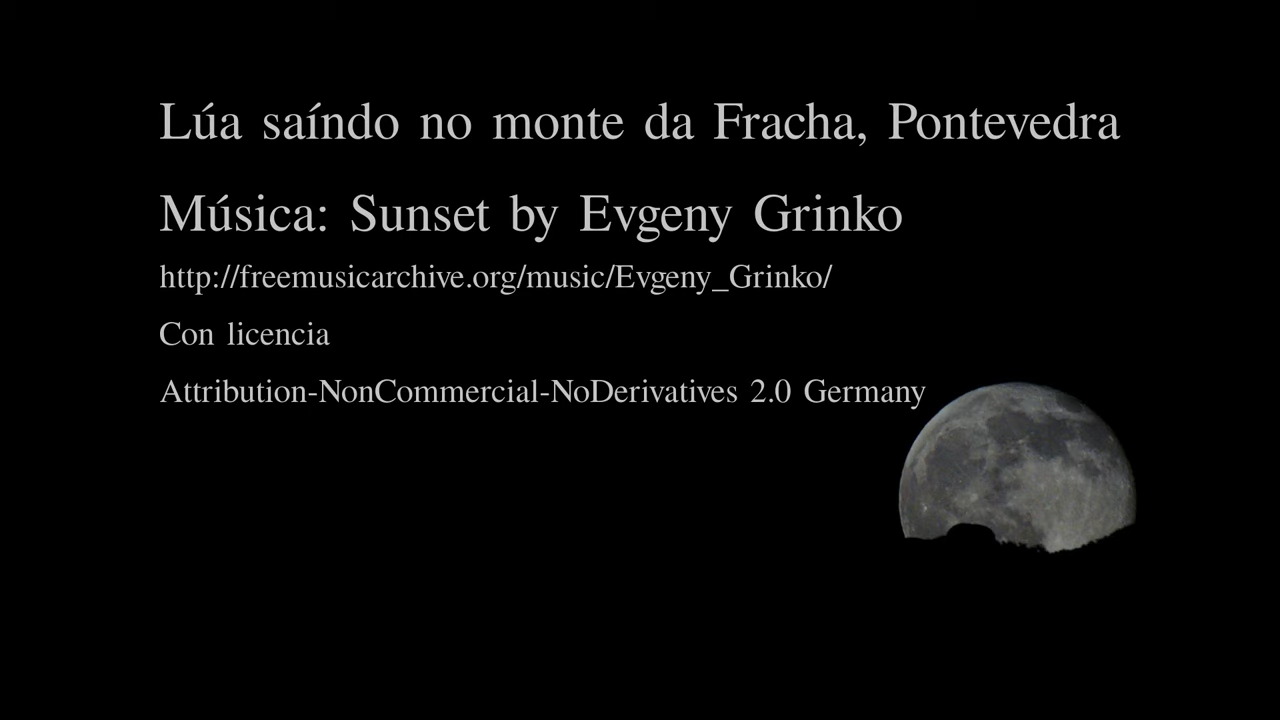 Lúa saíndo no monte da Fracha, Pontevedra
Música: Sunset by Evgeny Grinko
http://freemusicarchive.org/music/Evgeny_Grinko/
Con licencia
Attribution-NonCommercial-NoDerivatives 2.0 Germany